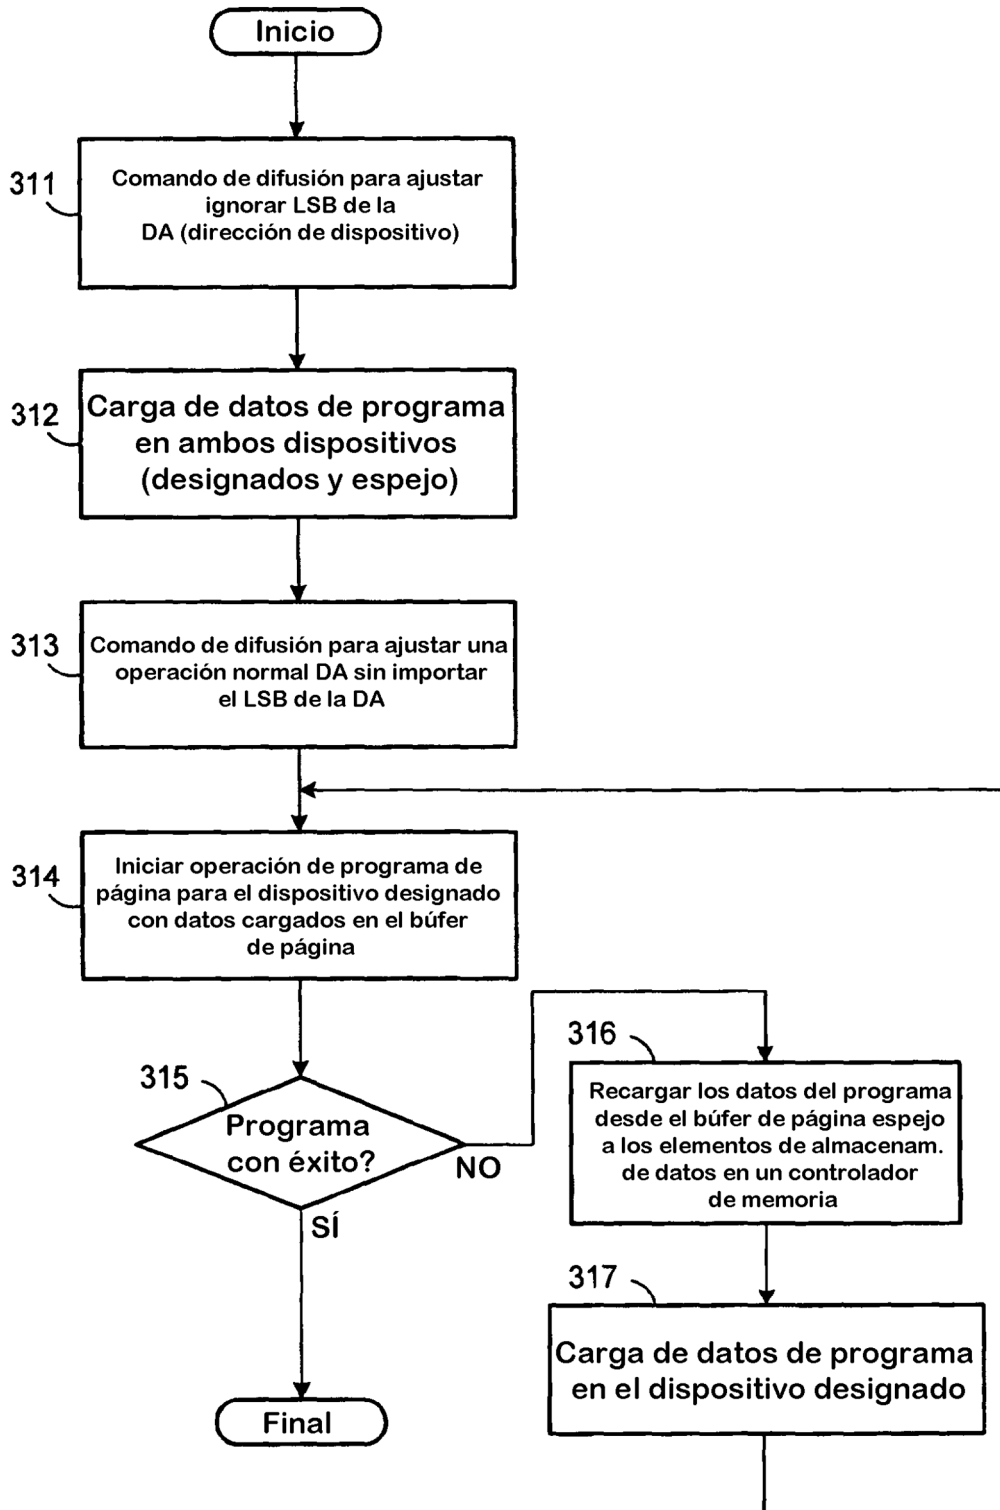 Inicio
311
Comando de difusión para ajustar
ignorar LSB de la
DA (dirección de dispositivo)
312
Carga de datos de programa
en ambos dispositivos
(designados y espejo)
313
Comando de difusión para ajustar una
operación normal DA sin importar
el LSB de la DA
314
Iniciar operación de programa de
página para el dispositivo designado
con datos cargados en el búfer
de página
315
Programa
con éxito?
NO
SÍ
316
Recargar los datos del programa
desde el búfer de página espejo
a los elementos de almacenam.
de datos en un controlador
de memoria
317
Carga de datos de programa
en el dispositivo designado
Final